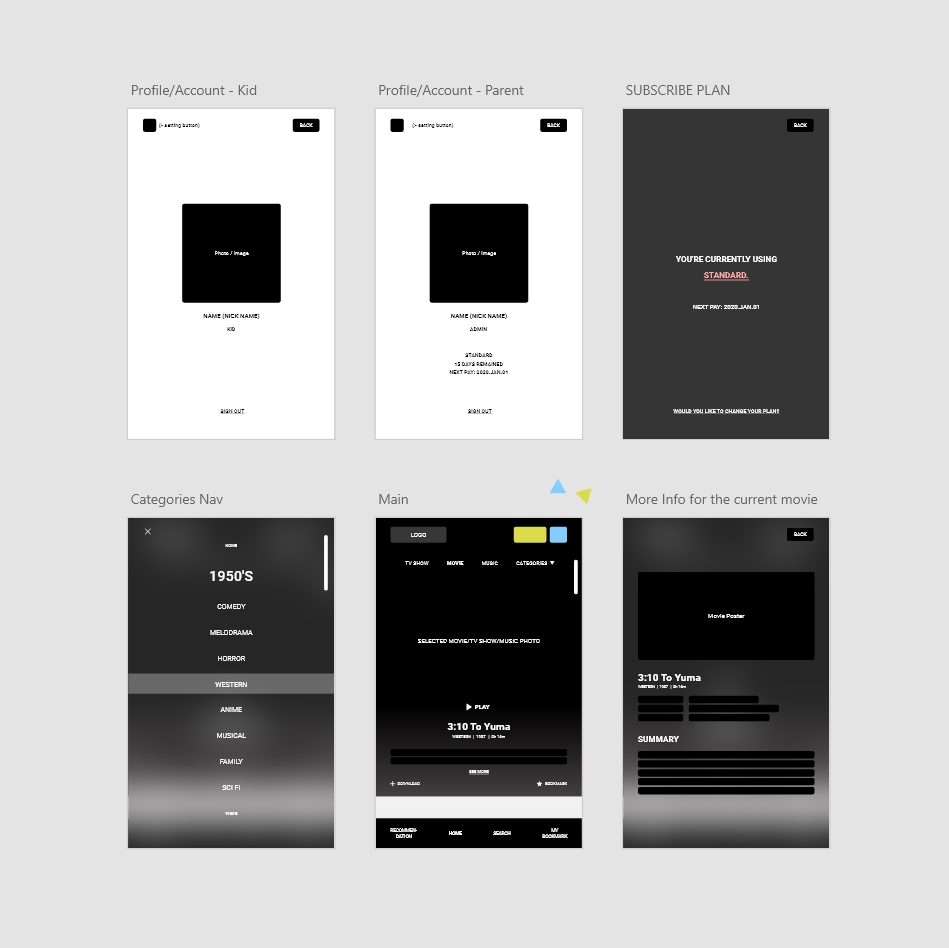 Profile/Account - Kid
(- setting button)
BACK
Photo / Image
NAME (NICK NAME)
KID
SIGN OUT
Profile/Account - Parent
(- setting button)
BACK
Photo / Image
NAME (NICK NAME)
ADMIN
STANDARD
15 DAYS REMAINED
NEXT PAY: 2020.JAN.01
SIGN OUT
SUBSCRIBE PLAN
BACK
YOU'RE CURRENTLY USING
STANDARD.
NEXT PAY: 2020.JAN.01
WOULD YOU LIKE TO CHANGE YOUR PLAN?
Categories Nav
×
HOME
1950'S
COMEDY
MELODRAMA
HORROR
WESTERN
ANIME
MUSICAL
FAMILY
SCI FI
Main
LOGO
TV SHOW MOVIE MUSIC CATEGORIES ▼
SELECTED MOVIE/TV SHOW/MUSIC PHOTO
PLAY
3:10 To Yuma
WESTERN | 1957 |
SEE MORE
+ DOWNLOAD ★ BOOKMARK
RECOMMEN-
DATION
HOME
SEARCH
MY
BOOKMARK
More Info for the current movie
BACK
Movie Poster
3:10 To Yuma
WESTERN | 1957 |
SUMMARY